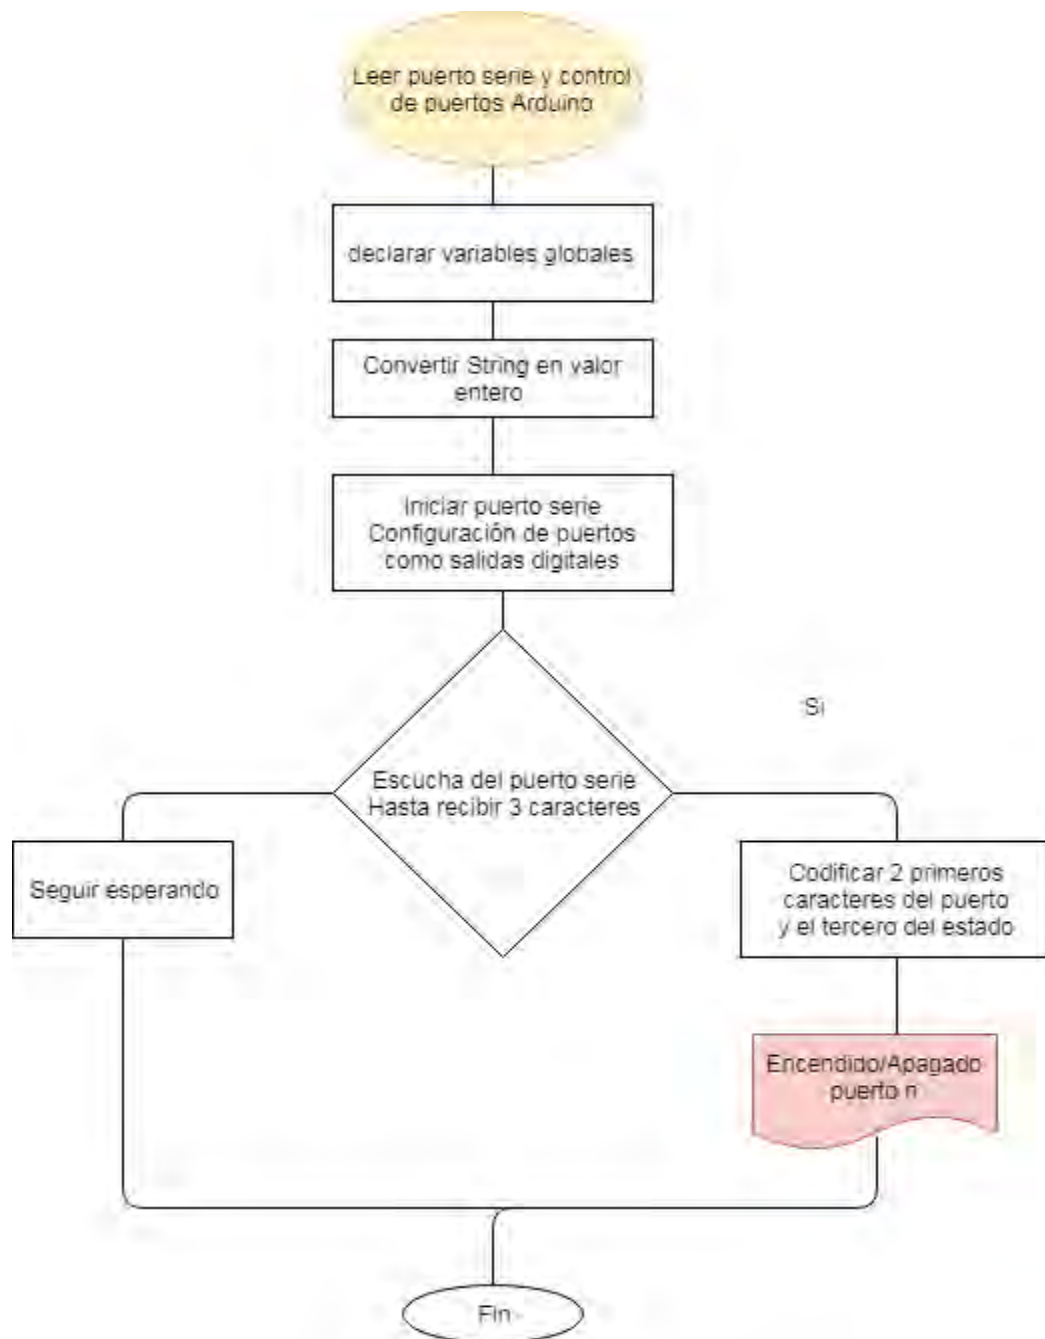 Leer puerto serie y control
de puertos Arduino
declarar variables globales
Convertir String en valor
entero
Iniciar puerto serie
Configuración de puertos
como salidas digitales
Si
Escucha del puerto serie
Hasta recibir 3 caracteres
Seguir esperando
Codificar 2 primeros
caracteres del puerto
y el tercero del estado
Encendido/Apagado
puerto n
Fin